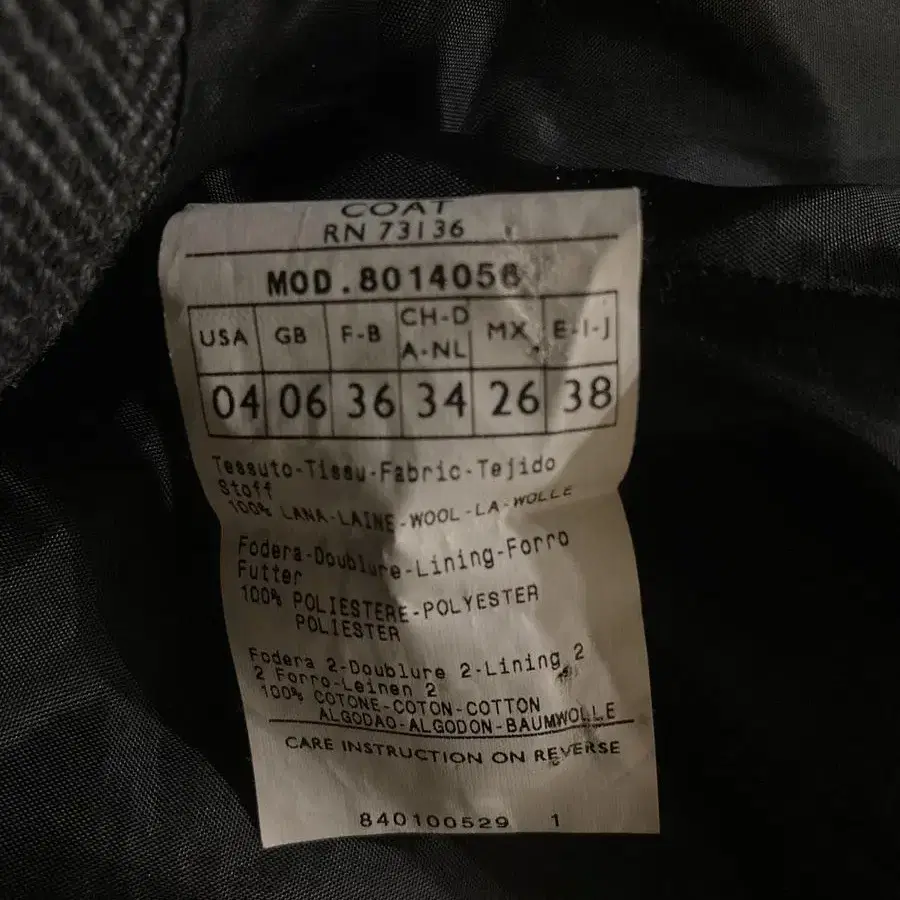 COAT
RN 73136
MOD.8014056
USA GB F-B CH-D A-NL MX E-I-J
04 06 36 34 26 38
Tessuto-Tissu-Fabric-Tejido
Stoff
100% LANA-LAINE-WOOL-LA-WOLLE
Fodera-Doublure-Lining-Forro
Futter
100% POLIESTERE-POLYESTER
POLIESTER
Fodera 2-Doublure 2-Lining 2
2 Forro-Leinen 2
100% COTONE-COTON-COTTON
ALGODAO-ALGODON-BAUMWOLLE
CARE INSTRUCTION ON REVERSE
840100529 1